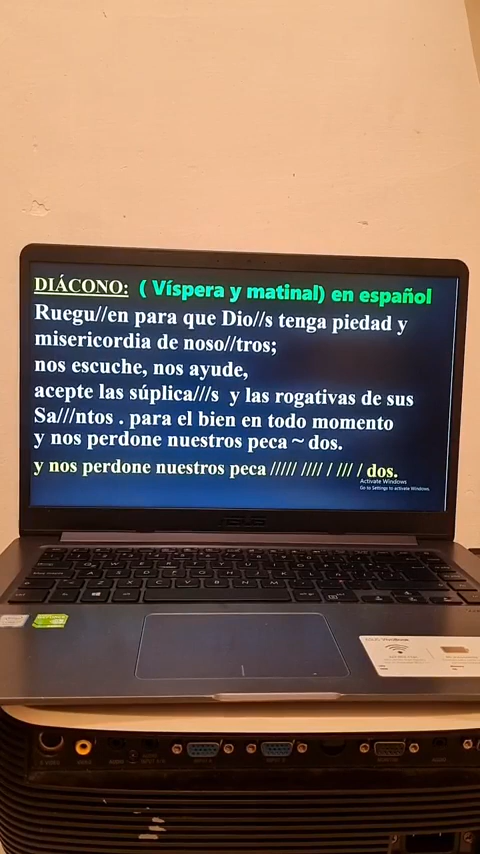 DIÁCONO: ( Víspera y matinal) en español
Ruegu//en para que Dio//s tenga piedad y
misericordia de noso//tros;
nos escuche, nos ayude,
acepte las súplica///s y las rogativas de sus
Sa///ntos . para el bien en todo momento
y nos perdone nuestros peca ~ dos.
y nos perdone nuestros peca ///// //// / /// / dos.
Activate Windows
Go to Settings to activate Windows.
ASUS